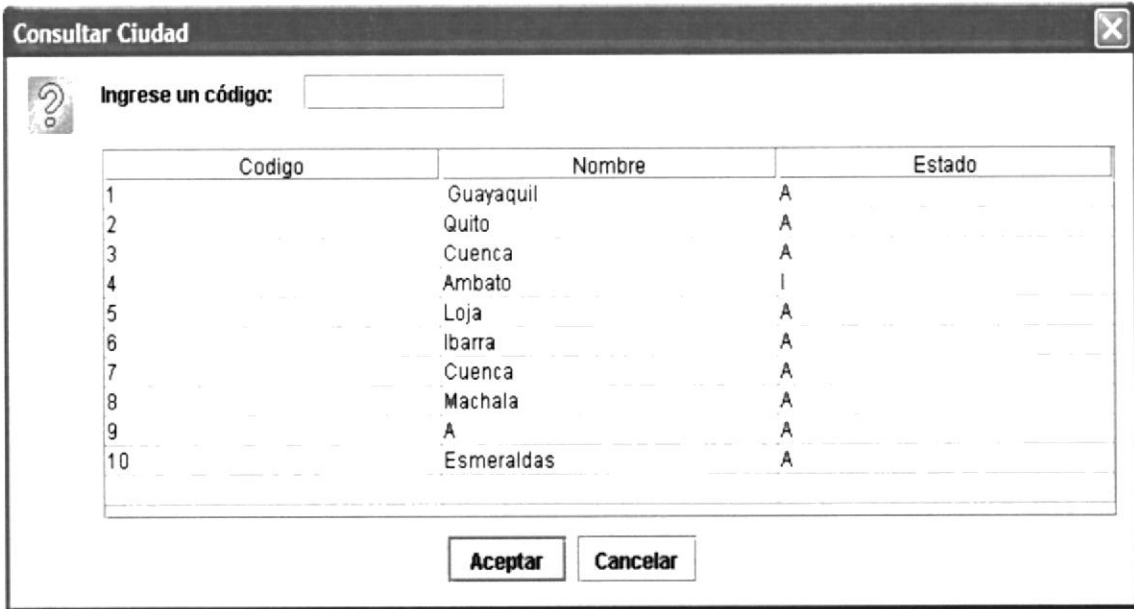 Consultar Ciudad
Ingrese un código:
Codigo Nombre Estado
1 Guayaquil A
2 Quito A
3 Cuenca A
4 Ambato I
5 Loja A
6 Ibarra A
7 Cuenca A
8 Machala A
9 A A
10 Esmeraldas A
Aceptar Cancelar